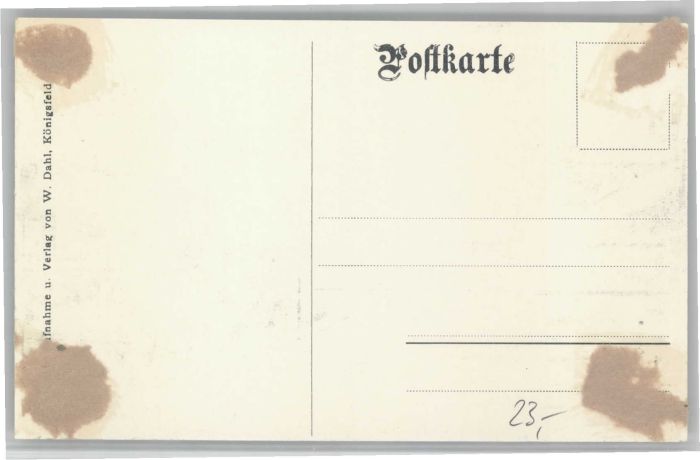 Postkarte
ufnahme u. Verlag von W. Dahl, Königsfeld
23,-